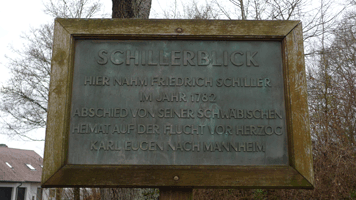 SCHILLERBLICK
HIER NAHM FRIEDRICH SCHILLER
IM JAHR 1782
ABSCHIED VON SEINER SCHWÄBISCHEN
HEIMAT AUF DER FLUCHT VOR HERZOG
KARL EUGEN NACH MANNHEIM